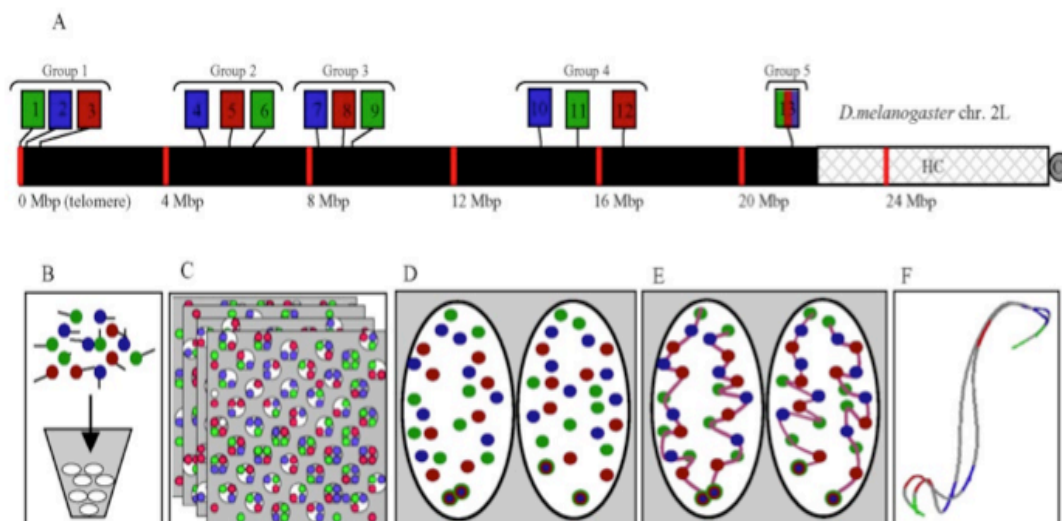 A
Group 1 Group 2 Group 3 Group 4 Group 5
1 2 3 4 5 6 7 8 9 10 11 12 13 D.melanogaster chr. 2L
HC
0 Mbp (telomere) 4 Mbp 8 Mbp 12 Mbp 16 Mbp 20 Mbp 24 Mbp
B C D E F